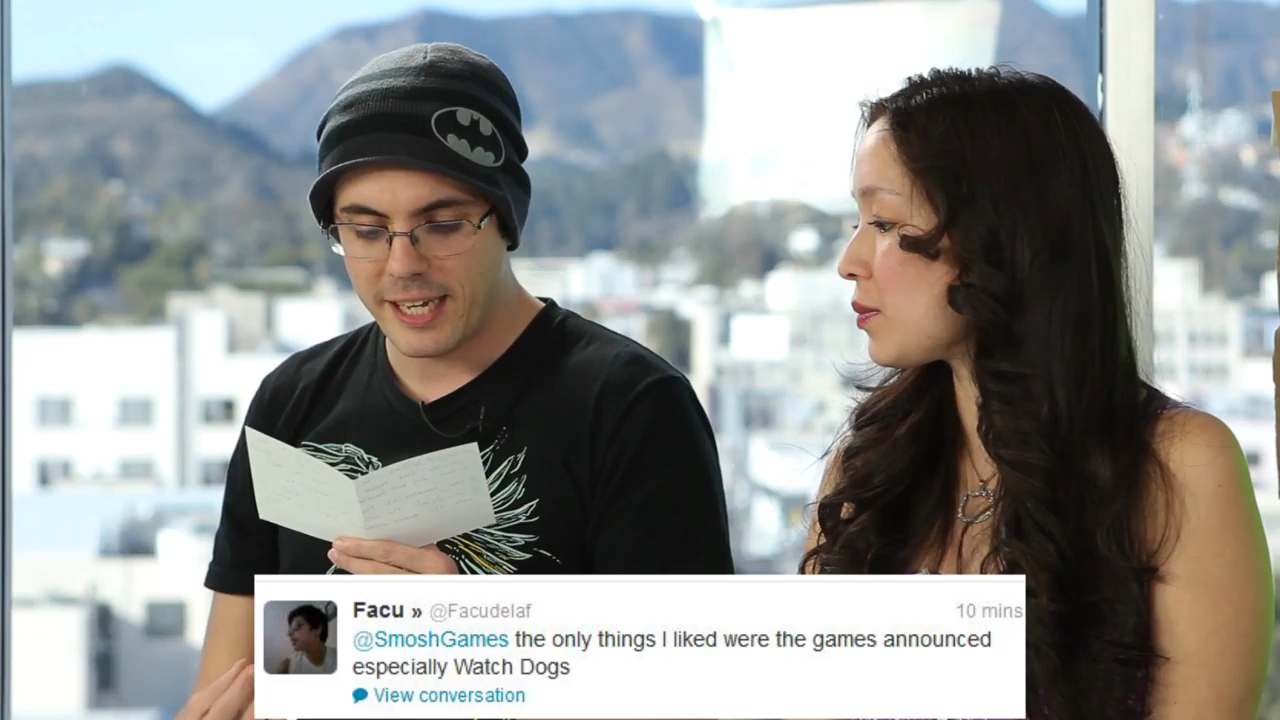 Facu » @Facudelaf 10 mins
@SmoshGames the only things I liked were the games announced
especially Watch Dogs
View conversation